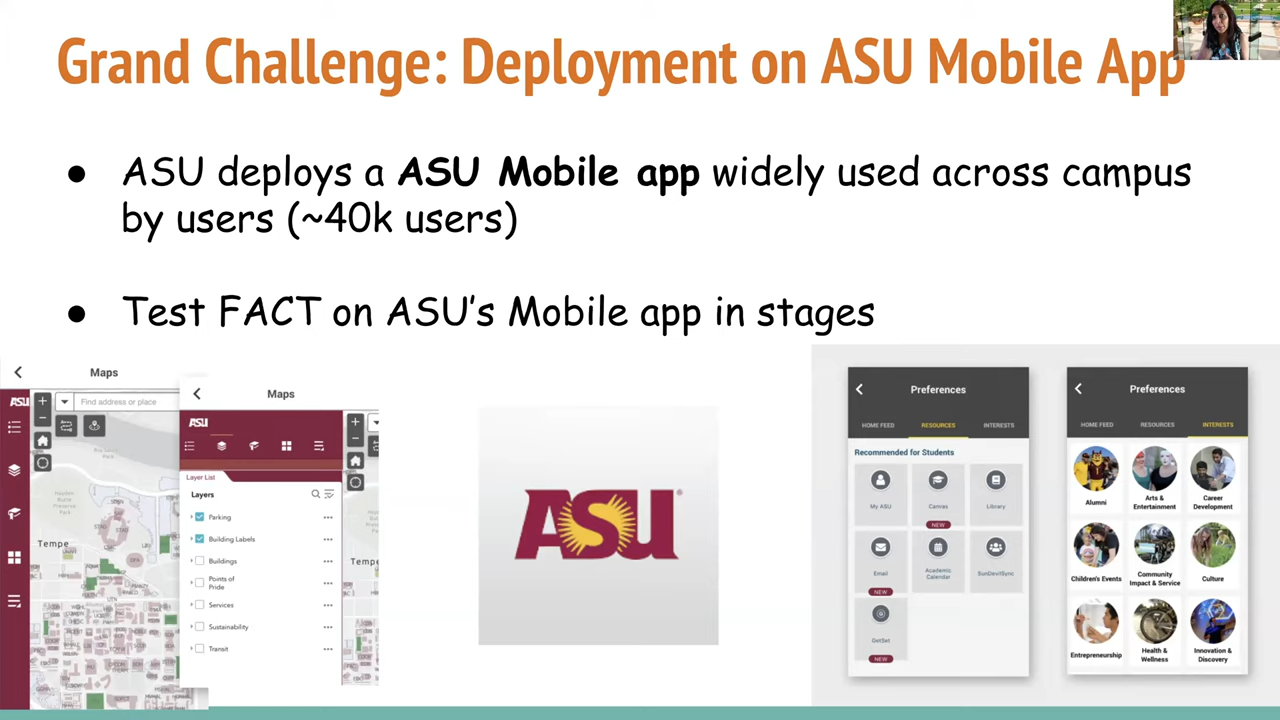 Grand Challenge: Deployment on ASU Mobile App
● ASU deploys a ASU Mobile app widely used across campus
by users (~40k users)
● Test FACT on ASU's Mobile app in stages
Maps
ASU
Find address or place
Tempe
Maps
ASU
Layer List
Layers
Parking
Building Labels
Buildings
Points of
Pride
Services
Sustainability
Transit
Tempe
ASU
Preferences
HOME FEED RESOURCES INTERESTS
Recommended for Students
My ASU Canvas Library
NEW
Email Academic
Calendar SunDevilSync
NEW
GetSet
NEW
Preferences
HOME FEED RESOURCES INTERESTS
Alumni Arts &
Entertainment Career
Development
Children's Events Community
Impact & Service Culture
Entrepreneurship Health &
Wellness Innovation &
Discovery